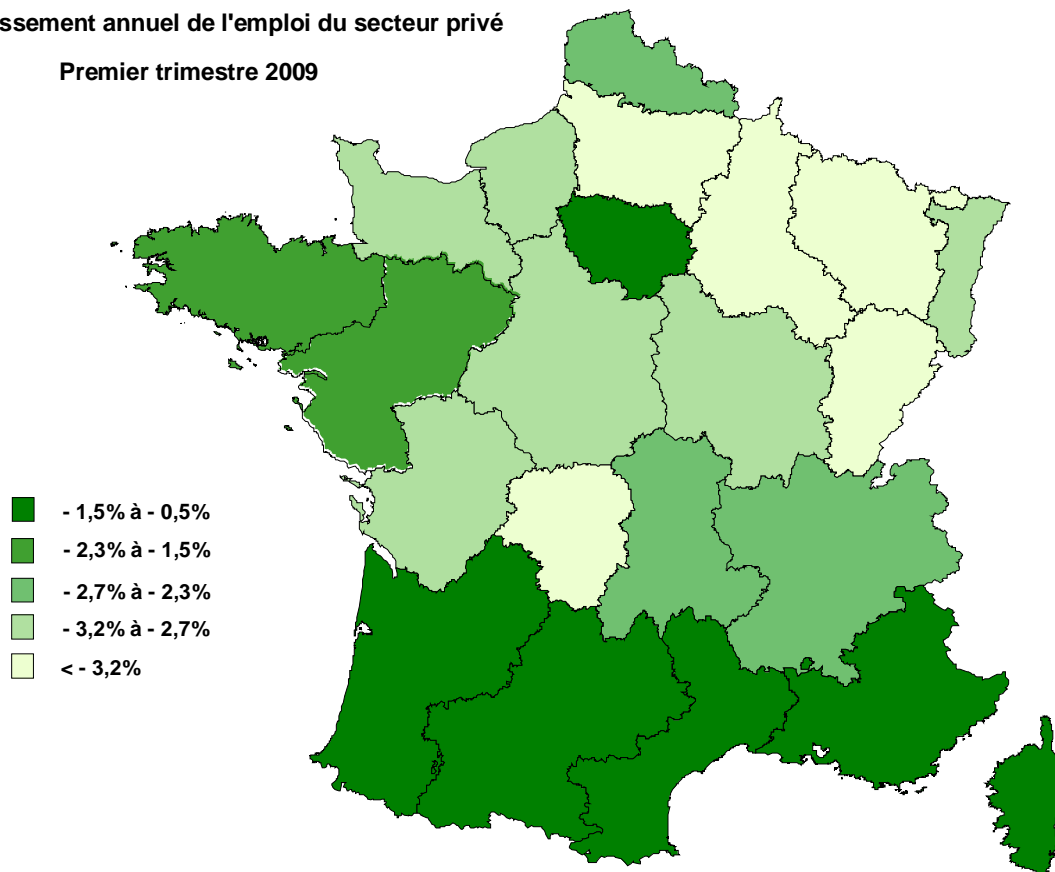 ssement annuel de l'emploi du secteur privé
Premier trimestre 2009
- 1,5% à - 0,5%
- 2,3% à - 1,5%
- 2,7% à - 2,3%
- 3,2% à - 2,7%
< - 3,2%